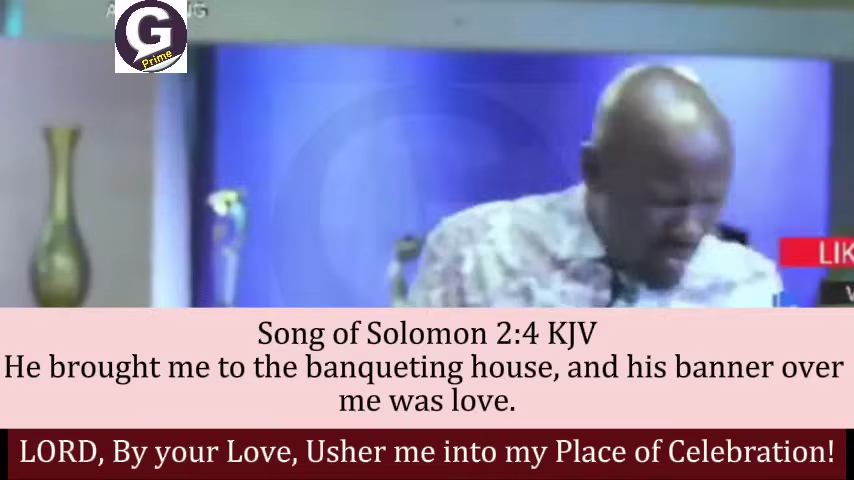 G
Prime
LIK
Song of Solomon 2:4 KJV
He brought me to the banqueting house, and his banner over
me was love.
LORD, By your Love, Usher me into my Place of Celebration!